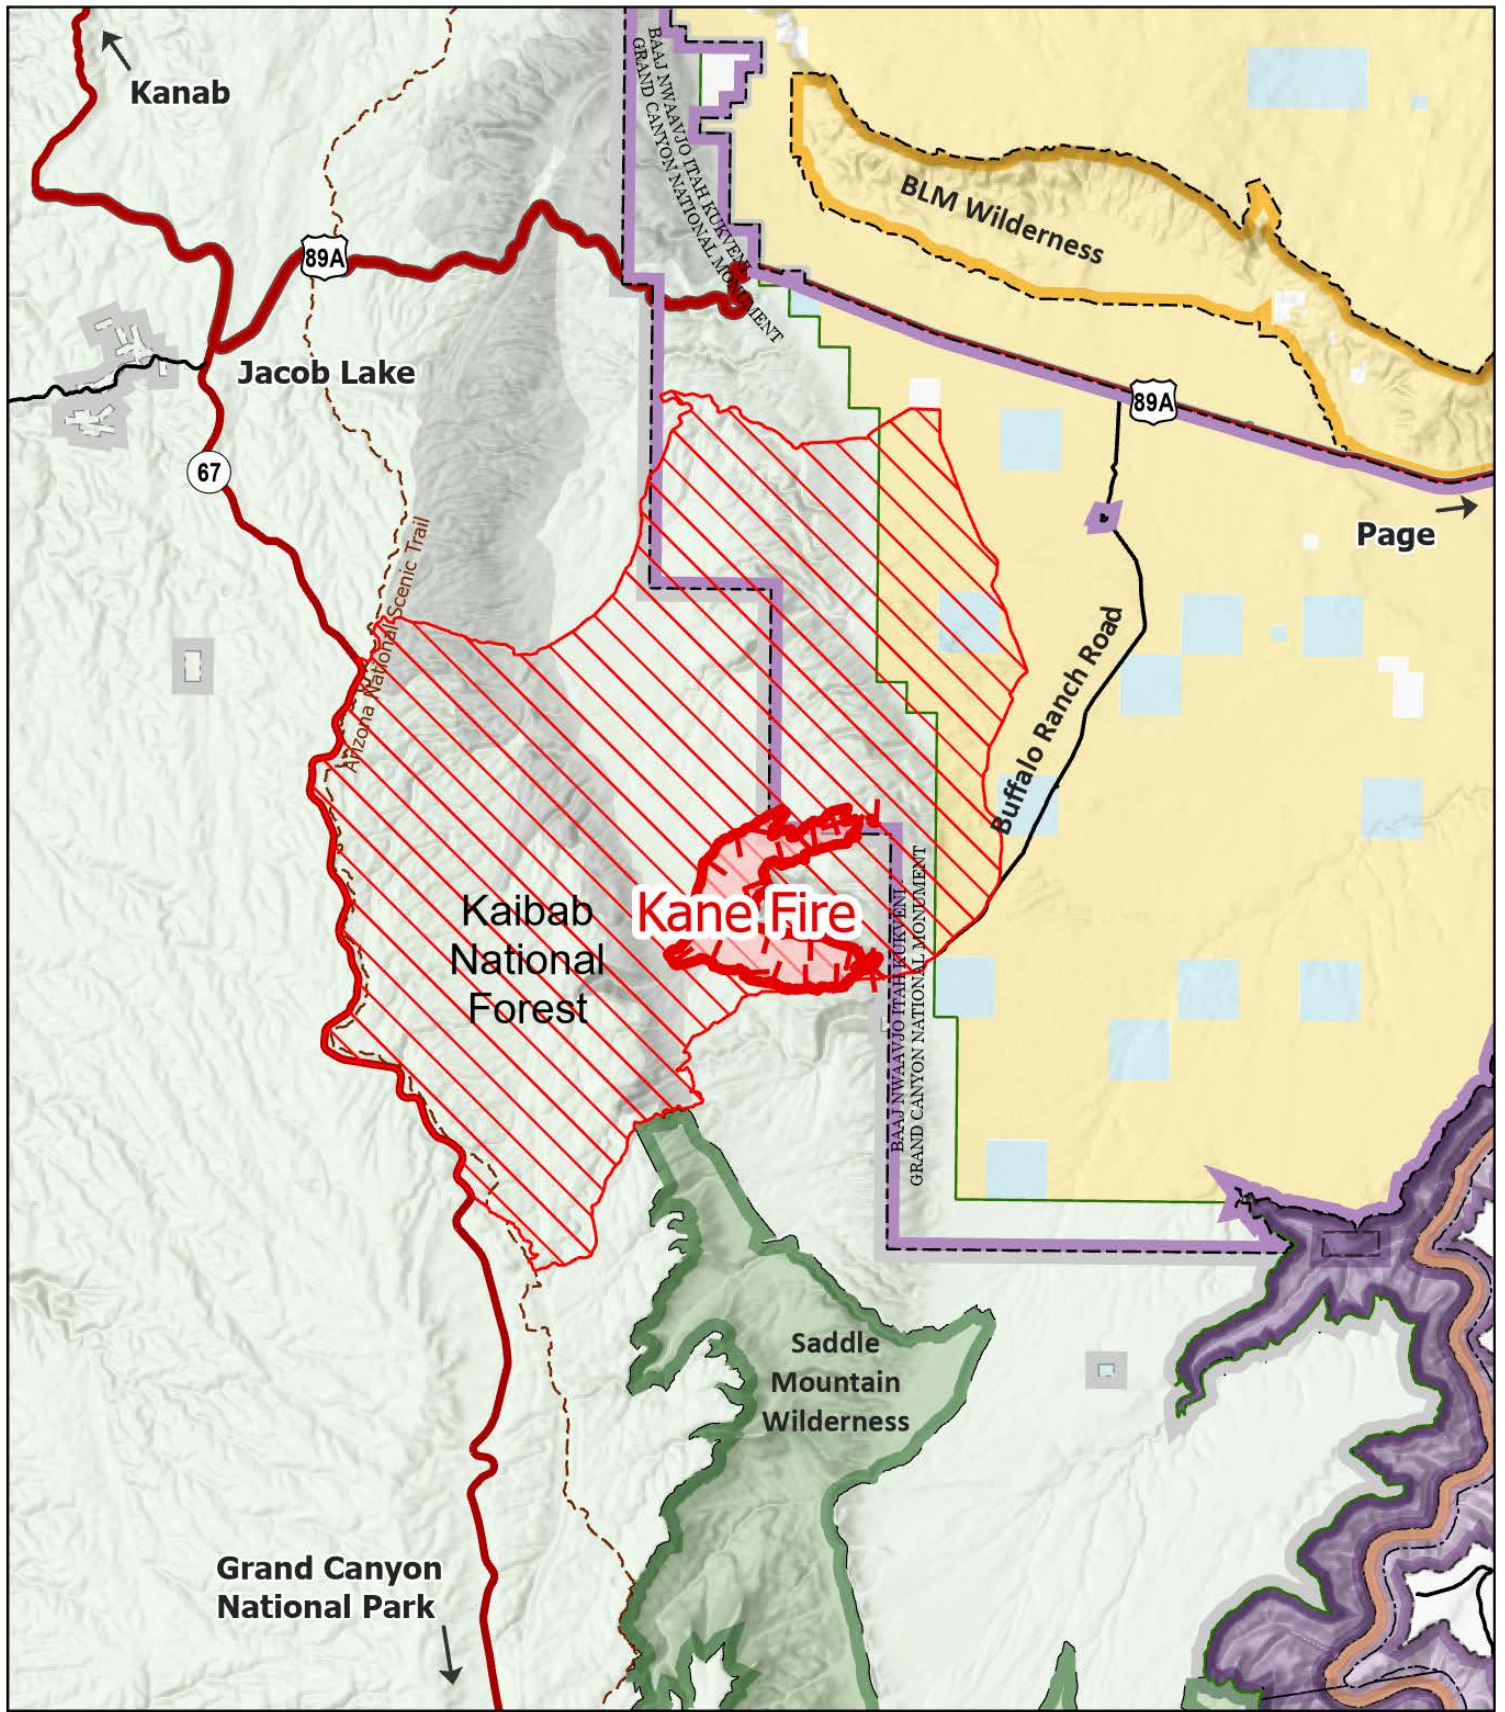 Kanab
BAAJ NWAAVJO ITAH KUKVENI
GRAND CANYON NATIONAL MONUMENT
BLM Wilderness
89A
Jacob Lake
89A
67
Page
Arizona National Scenic Trail
Buffalo Ranch Road
Kaibab
National
Forest
Kane Fire
BAAJ NWAAVJO ITAH KUKVENI
GRAND CANYON NATIONAL MONUMENT
Saddle
Mountain
Wilderness
Grand Canyon
National Park